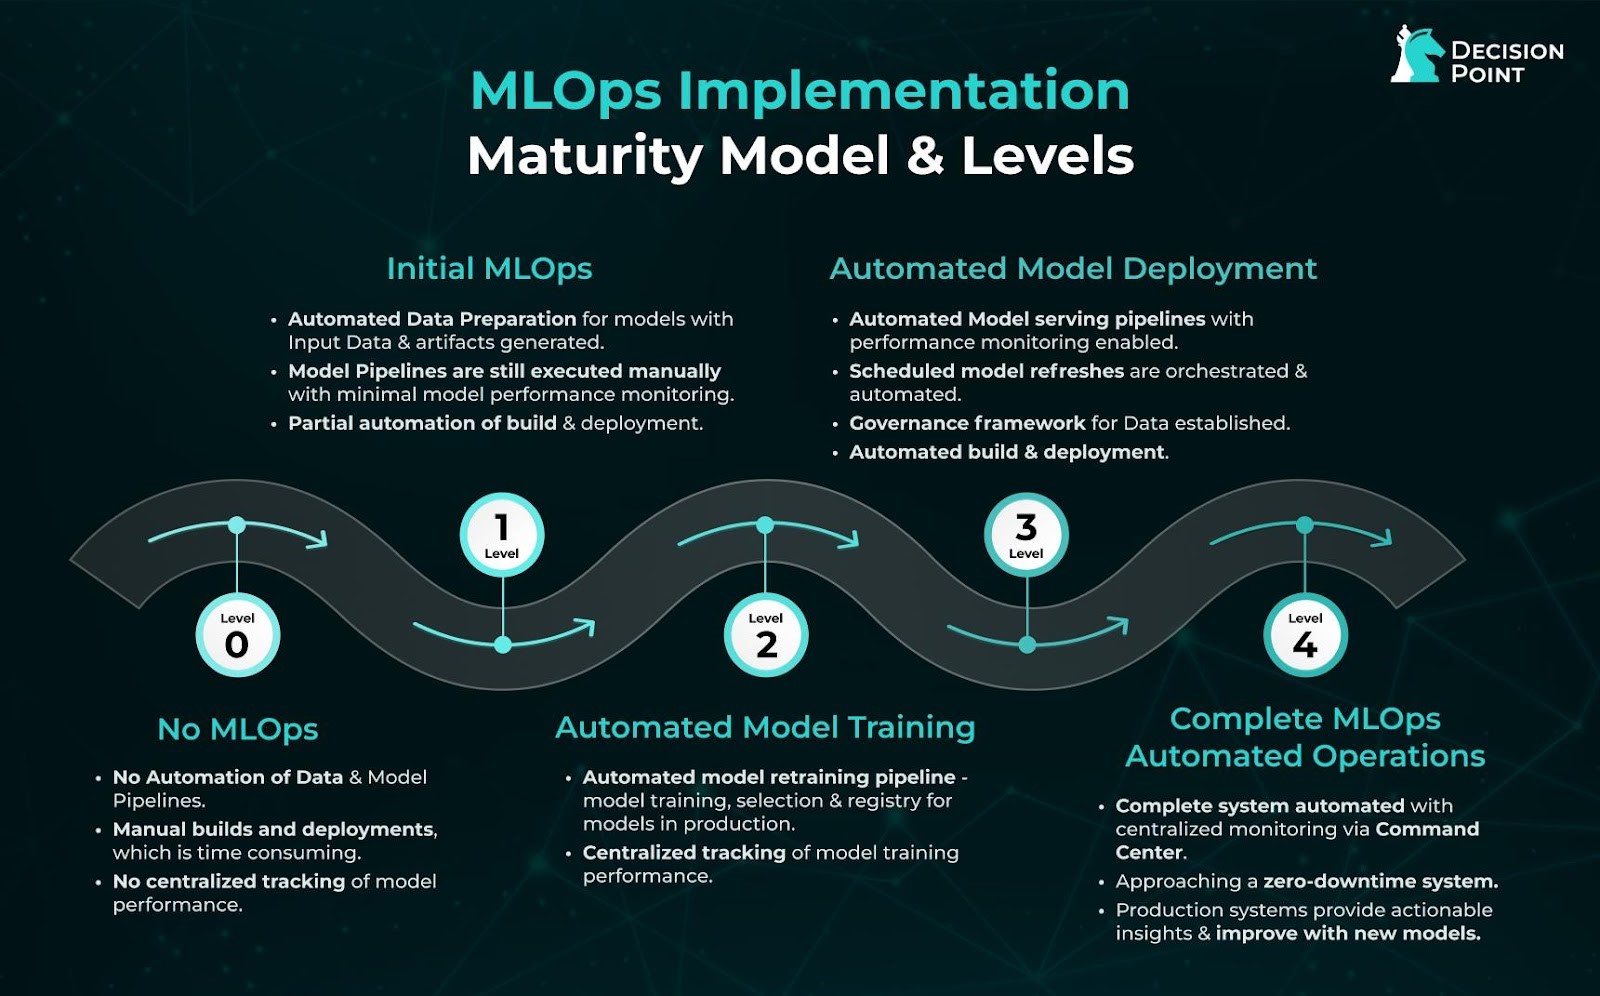 DECISION
POINT
MLOps Implementation
Maturity Model & Levels
Initial MLOps
• Automated Data Preparation for models with
Input Data & artifacts generated.
• Model Pipelines are still executed manually
with minimal model performance monitoring.
• Partial automation of build & deployment.
Automated Model Deployment
• Automated Model serving pipelines with
performance monitoring enabled.
• Scheduled model refreshes are orchestrated &
automated.
• Governance framework for Data established.
• Automated build & deployment.
1
Level
3
Level
Level
0
Level
2
Level
4
No MLOps
• No Automation of Data & Model
Pipelines.
• Manual builds and deployments,
which is time consuming.
• No centralized tracking of model
performance.
Automated Model Training
• Automated model retraining pipeline -
model training, selection & registry for
models in production.
• Centralized tracking of model training
performance.
Complete MLOps
Automated Operations
• Complete system automated with
centralized monitoring via Command
Center.
• Approaching a zero-downtime system.
• Production systems provide actionable
insights & improve with new models.